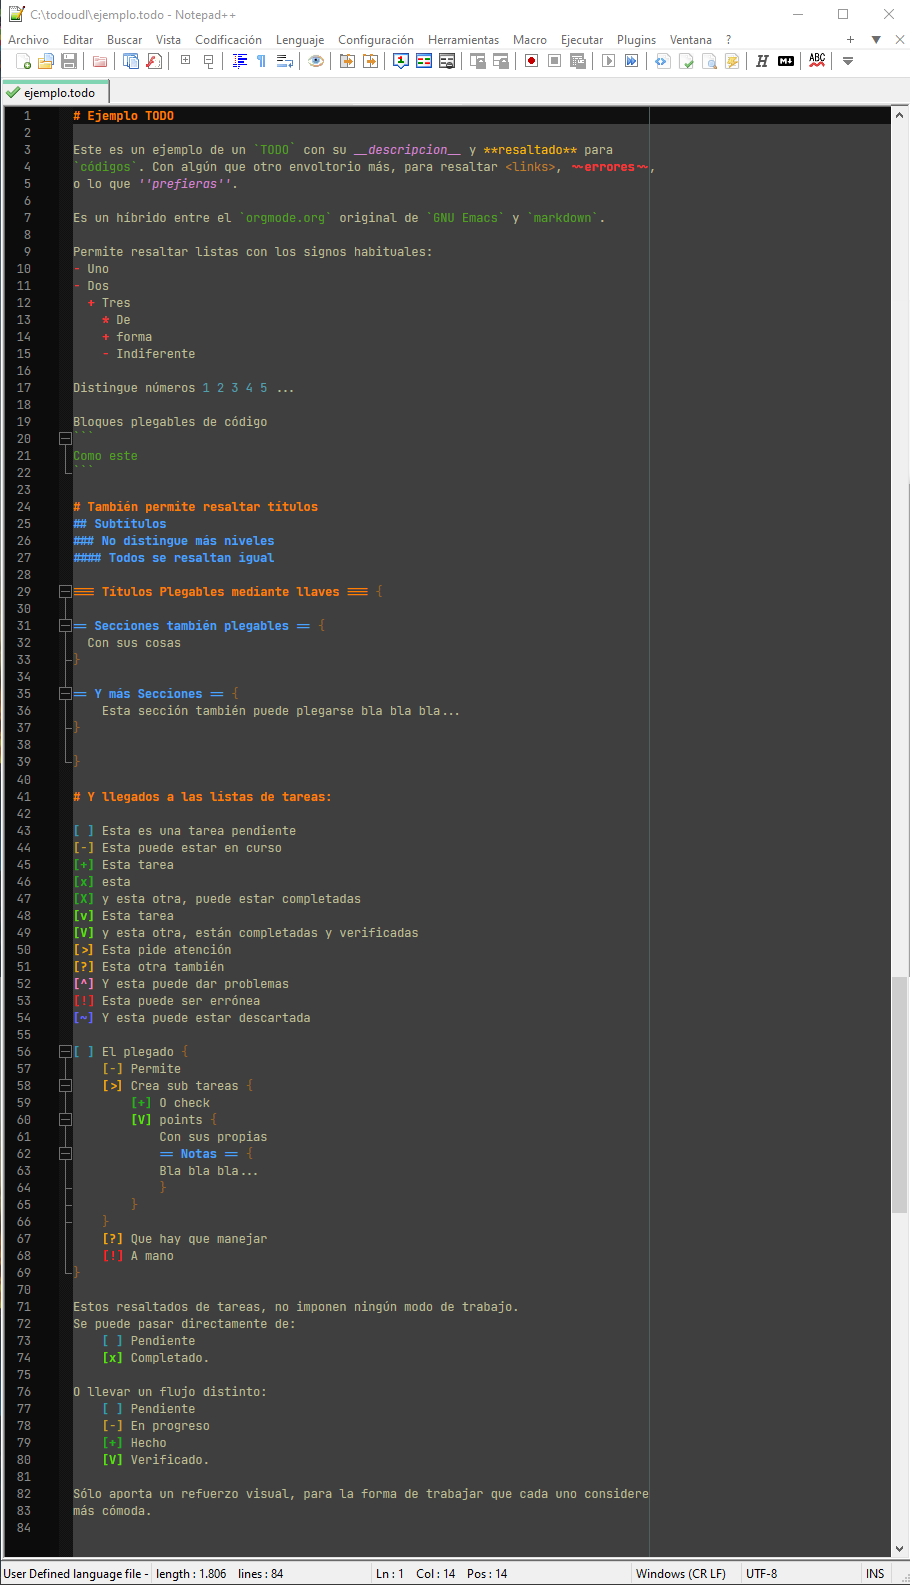 C:\todoudl\ejemplo.todo - Notepad++
Archivo Editar Buscar Vista Codificación Lenguaje Configuración Herramientas Macro Ejecutar Plugins Ventana ?
ejemplo.todo
1 # Ejemplo TODO
2
3 Este es un ejemplo de un `TODO` con su __descripcion__ y **resaltado** para
4 `códigos`. Con algún que otro envoltorio más, para resaltar <links>, ~~errores~~,
5 o lo que ''prefieras''.
6
7 Es un híbrido entre el `orgmode.org` original de `GNU Emacs` y `markdown`.
8
9 Permite resaltar listas con los signos habituales:
10 - Uno
11 - Dos
12   + Tres
13     * De
14     + forma
15     - Indiferente
16
17 Distingue números 1 2 3 4 5 ...
18
19 Bloques plegables de código
20 ```
21 Como este
22 ```
23
24 # También permite resaltar títulos
25 ## Subtítulos
26 ### No distingue más niveles
27 #### Todos se resaltan igual
28
29 === Títulos Plegables mediante llaves === {
30
31 == Secciones también plegables == {
32   Con sus cosas
33 }
34
35 == Y más Secciones == {
36     Esta sección también puede plegarse bla bla bla...
37 }
38
39 }
40
41 # Y llegados a las listas de tareas:
42
43 [ ] Esta es una tarea pendiente
44 [-] Esta puede estar en curso
45 [+] Esta tarea
46 [x] esta
47 [X] y esta otra, puede estar completadas
48 [v] Esta tarea
49 [V] y esta otra, están completadas y verificadas
50 [>] Esta pide atención
51 [?] Esta otra también
52 [^] Y esta puede dar problemas
53 [!] Esta puede ser errónea
54 [~] Y esta puede estar descartada
55
56 [ ] El plegado {
57     [-] Permite
58     [>] Crea sub tareas {
59         [+] O check
60         [V] points {
61             Con sus propias
62             == Notas == {
63             Bla bla bla...
64             }
65         }
66     }
67     [?] Que hay que manejar
68     [!] A mano
69 }
70
71 Estos resaltados de tareas, no imponen ningún modo de trabajo.
72 Se puede pasar directamente de:
73     [ ] Pendiente
74     [x] Completado.
75
76 O llevar un flujo distinto:
77     [ ] Pendiente
78     [-] En progreso
79     [+] Hecho
80     [V] Verificado.
81
82 Sólo aporta un refuerzo visual, para la forma de trabajar que cada uno considere
83 más cómoda.
84
User Defined language file - length : 1.806 lines : 84 Ln : 1 Col : 14 Pos : 14 Windows (CR LF) UTF-8 INS